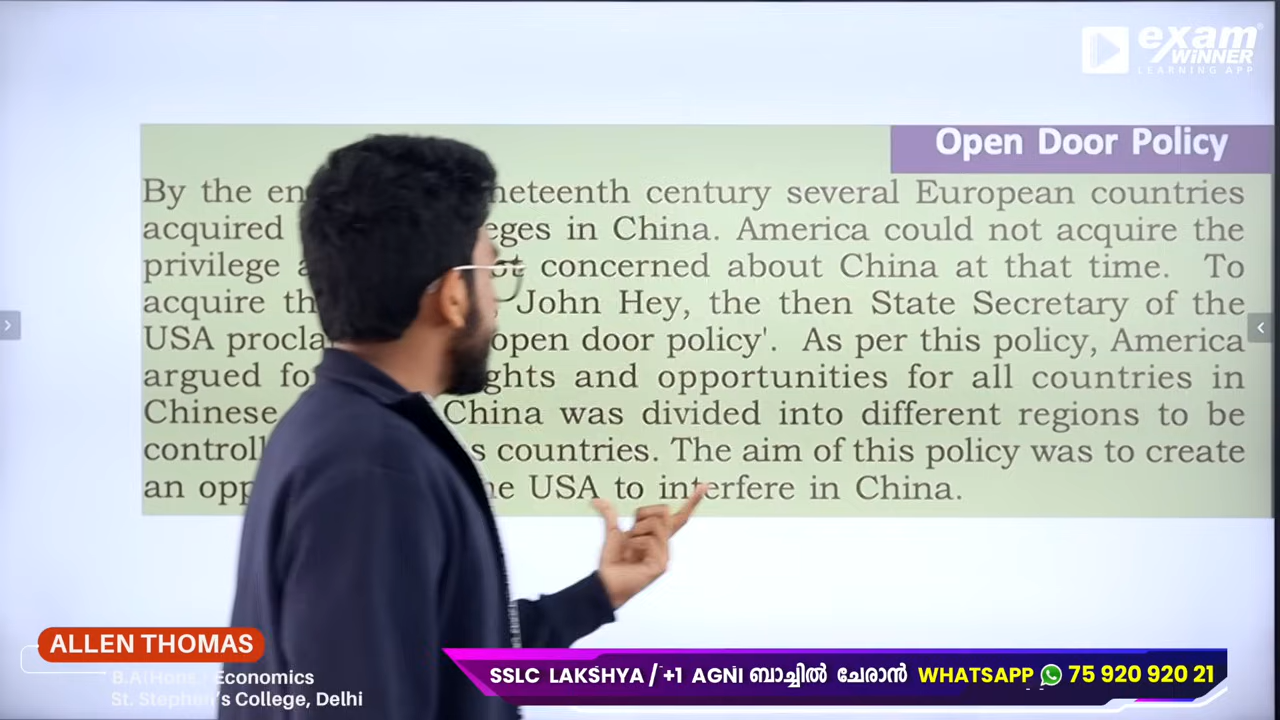 exam
WINNER
LEARNING APP
Open Door Policy
By the en neteenth century several European countries
acquired eges in China. America could not acquire the
privilege concerned about China at that time. To
acquire th John Hey, the then State Secretary of the
USA procla open door policy'. As per this policy, America
argued fo ghts and opportunities for all countries in
Chinese China was divided into different regions to be
controll s countries. The aim of this policy was to create
an opp he USA to interfere in China.
ALLEN THOMAS
B.A(Hons.) Economics
St. Stephen's College, Delhi
SSLC LAKSHYA / +1 AGNI ബാച്ചിൽ ചേരാൻ WHATSAPP 75 920 920 21